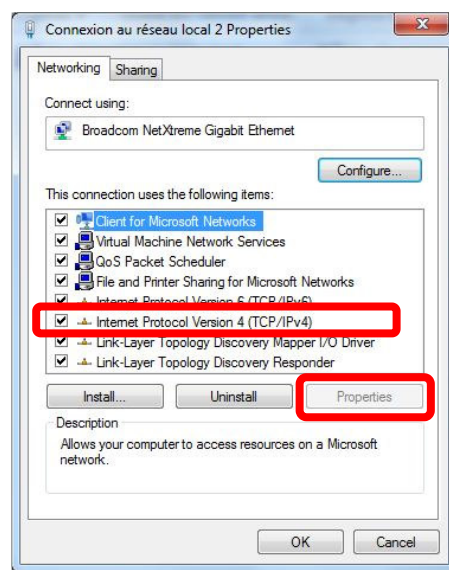 Connexion au réseau local 2 Properties
Networking Sharing
Connect using:
Broadcom NetXtreme Gigabit Ethernet
Configure...
This connection uses the following items:
Client for Microsoft Networks
Virtual Machine Network Services
QoS Packet Scheduler
File and Printer Sharing for Microsoft Networks
Internet Protocol Version 6 (TCP/IPv6)
Internet Protocol Version 4 (TCP/IPv4)
Link-Layer Topology Discovery Mapper I/O Driver
Link-Layer Topology Discovery Responder
Install... Uninstall Properties
Description
Allows your computer to access resources on a Microsoft
network.
OK Cancel